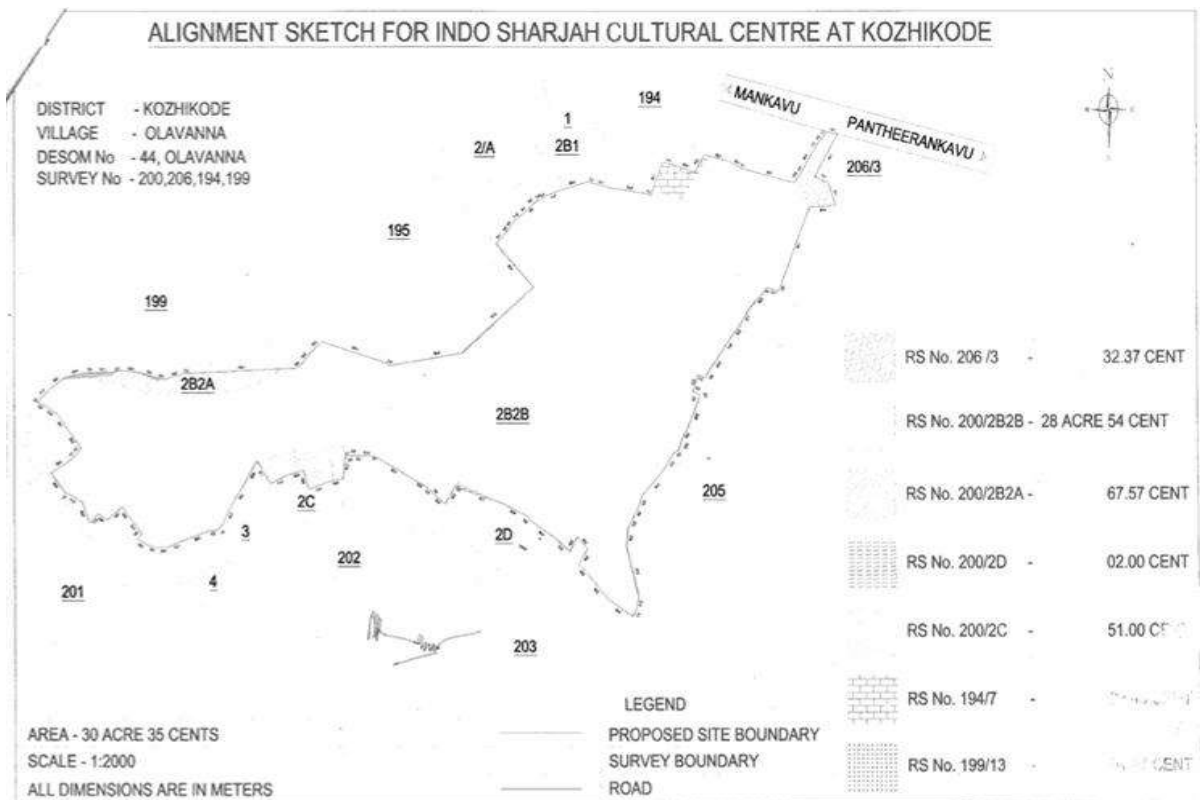 ALIGNMENT SKETCH FOR INDO SHARJAH CULTURAL CENTRE AT KOZHIKODE
DISTRICT - KOZHIKODE
VILLAGE - OLAVANNA
DESOM No - 44, OLAVANNA
SURVEY No - 200,206,194,199
194
1
2B1
2/A
MANKAVU
PANTHEERANKAVU
N
206/3
195
199
2B2A
2B2B
2C
2D
205
3
4
201
202
203
RS No. 206 /3 - 32.37 CENT
RS No. 200/2B2B - 28 ACRE 54 CENT
RS No. 200/2B2A - 67.57 CENT
RS No. 200/2D - 02.00 CENT
RS No. 200/2C - 51.00
RS No. 194/7 -
RS No. 199/13 - CENT
AREA - 30 ACRE 35 CENTS
SCALE - 1:2000
ALL DIMENSIONS ARE IN METERS
LEGEND
PROPOSED SITE BOUNDARY
SURVEY BOUNDARY
ROAD